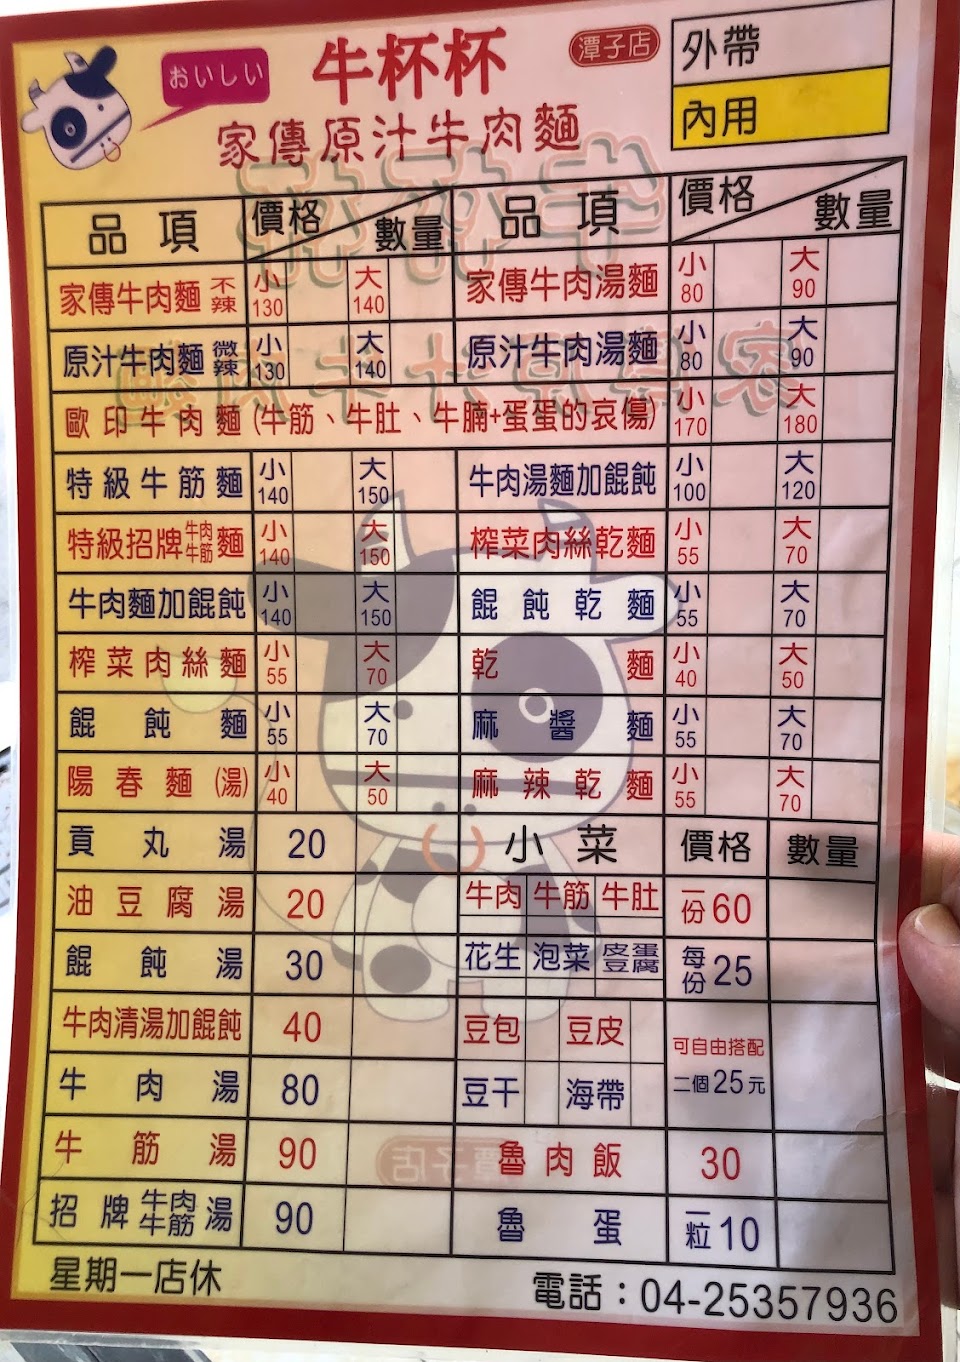 おいしい
牛杯杯
潭子店
外帶
家傳原汁牛肉麵
內用
品項 價格 數量 品項 價格 數量
家傳牛肉麵 不辣 小130 大140 家傳牛肉湯麵 小80 大90
原汁牛肉麵 微辣 小130 大140 原汁牛肉湯麵 小80 大90
歐印牛肉麵(牛筋、牛肚、牛腩+蛋蛋的哀傷) 小170 大180
特級牛筋麵 小140 大150 牛肉湯麵加餛飩 小100 大120
特級招牌牛肉牛筋麵 小140 大150 榨菜肉絲乾麵 小55 大70
牛肉麵加餛飩 小140 大150 餛飩乾麵 小55 大70
榨菜肉絲麵 小55 大70 乾麵 小40 大50
餛飩麵 小55 大70 麻醬麵 小55 大70
陽春麵(湯) 小40 大50 麻辣乾麵 小55 大70
貢丸湯 20 小菜 價格 數量
油豆腐湯 20 牛肉 牛筋 牛肚 一份60
餛飩湯 30 花生 泡菜 皮蛋豆腐 每份25
牛肉清湯加餛飩 40 豆包 豆皮 可自由搭配
牛肉湯 80 豆干 海帶 二個25元
牛筋湯 90 魯肉飯 30
招牌牛肉牛筋湯 90 魯蛋 一粒10
星期一店休 電話：04-25357936